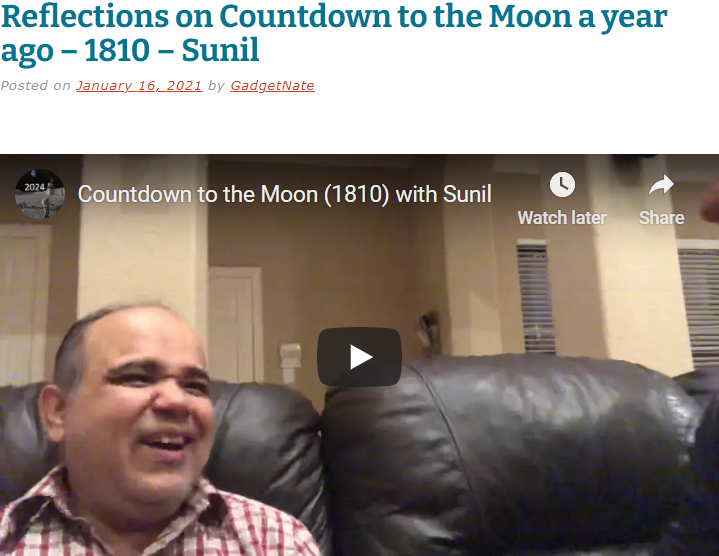 Reflections on Countdown to the Moon a year
ago – 1810 – Sunil
Posted on January 16, 2021 by GadgetNate
2024
Countdown to the Moon (1810) with Sunil
Watch later
Share